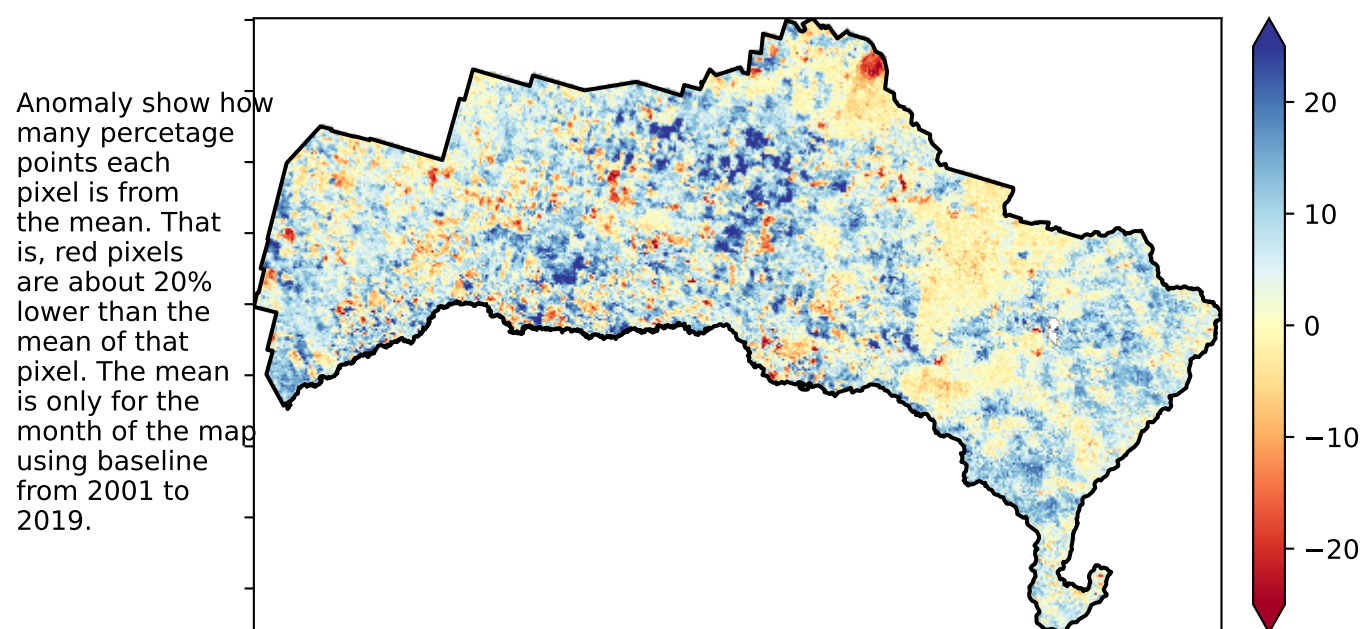 Anomaly show how
many percetage
points each
pixel is from
the mean. That
is, red pixels
are about 20%
lower than the
mean of that
pixel. The mean
is only for the
month of the map
using baseline
from 2001 to
2019.
20
10
0
−10
−20